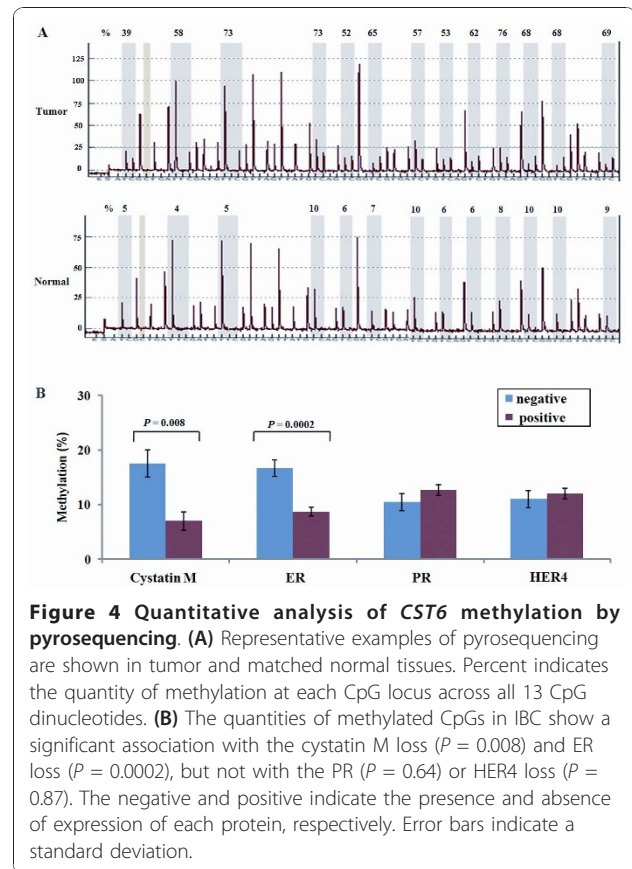 A
% 39 58 73 73 52 65 57 53 62 76 68 68 69
125
100
75
50
25
0
Tumor
% 5 4 5 10 6 7 10 6 6 8 10 10 9
75
50
25
0
Normal
B
30
20
10
0
Methylation (%)
P = 0.008
P = 0.0002
negative
positive
Cystatin M ER PR HER4
Figure 4 Quantitative analysis of CST6 methylation by
pyrosequencing. (A) Representative examples of pyrosequencing
are shown in tumor and matched normal tissues. Percent indicates
the quantity of methylation at each CpG locus across all 13 CpG
dinucleotides. (B) The quantities of methylated CpGs in IBC show a
significant association with the cystatin M loss (P = 0.008) and ER
loss (P = 0.0002), but not with the PR (P = 0.64) or HER4 loss (P =
0.87). The negative and positive indicate the presence and absence
of expression of each protein, respectively. Error bars indicate a
standard deviation.